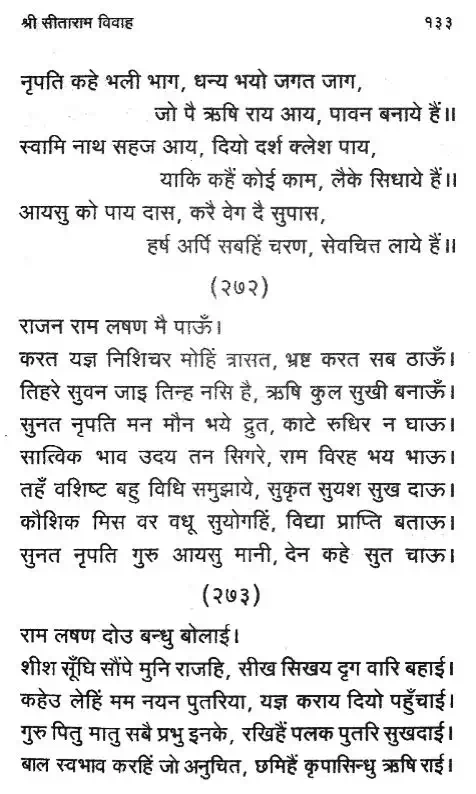 श्री सीताराम विवाह १३३
नृपति कहे भली भाग, धन्य भयो जगत जाग,
जो पै ऋषि राय आय, पावन बनाये हैं॥
स्वामि नाथ सहज आय, दियो दर्श क्लेश पाय,
याकि कहैं कोई काम, लैके सिधाये हैं॥
आयसु को पाय दास, करै वेग दै सुपास,
हर्ष अर्पि सबहिं चरण, सेवचित्त लाये हैं॥
(२७२)
राजन राम लषण मै पाऊँ।
करत यज्ञ निशिचर मोहिं त्रासत, भ्रष्ट करत सब ठाऊँ।
तिहरे सुवन जाइ तिन्ह नसि है, ऋषि कुल सुखी बनाऊँ।
सुनत नृपति मन मौन भये द्रुत, काटे रुधिर न घाऊ।
सात्विक भाव उदय तन सिगरे, राम विरह भय भाऊ।
तहँ वशिष्ट बहु विधि समुझाये, सुकृत सुयश सुख दाऊ।
कौशिक मिस वर वधू सुयोगहिं, विद्या प्राप्ति बताऊ।
सुनत नृपति गुरु आयसु मानी, देन कहे सुत चाऊ।
(२७३)
राम लषण दोउ बन्धु बोलाई।
शीश सूँघि सौंपे मुनि राजहि, सीख सिखय दृग वारि बहाई।
कहेउ लेहिं मम नयन पुतरिया, यज्ञ कराय दियो पहुँचाई।
गुरु पितु मातु सबै प्रभु इनके, रखिहैं पलक पुतरि सुखदाई।
बाल स्वभाव करहिं जो अनुचित, छमिहैं कृपासिन्धु ऋषि राई।